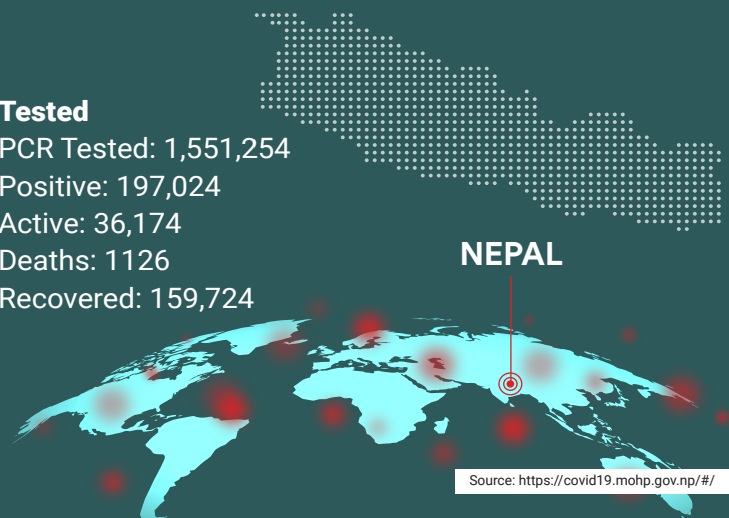 Tested
PCR Tested: 1,551,254
Positive: 197,024
Active: 36,174
Deaths: 1126
Recovered: 159,724
NEPAL
Source: https://covid19.mohp.gov.np/#/